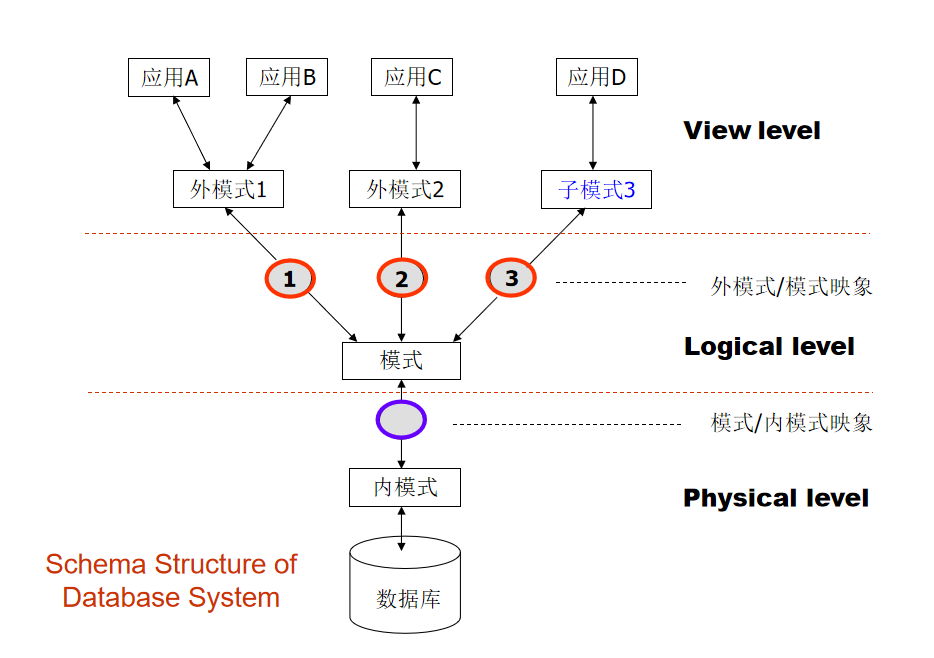 应用A
应用B
应用C
应用D
View level
外模式1
外模式2
子模式3
1
2
3
外模式/模式映象
Logical level
模式
模式/内模式映象
内模式
Physical level
Schema Structure of
Database System
数据库